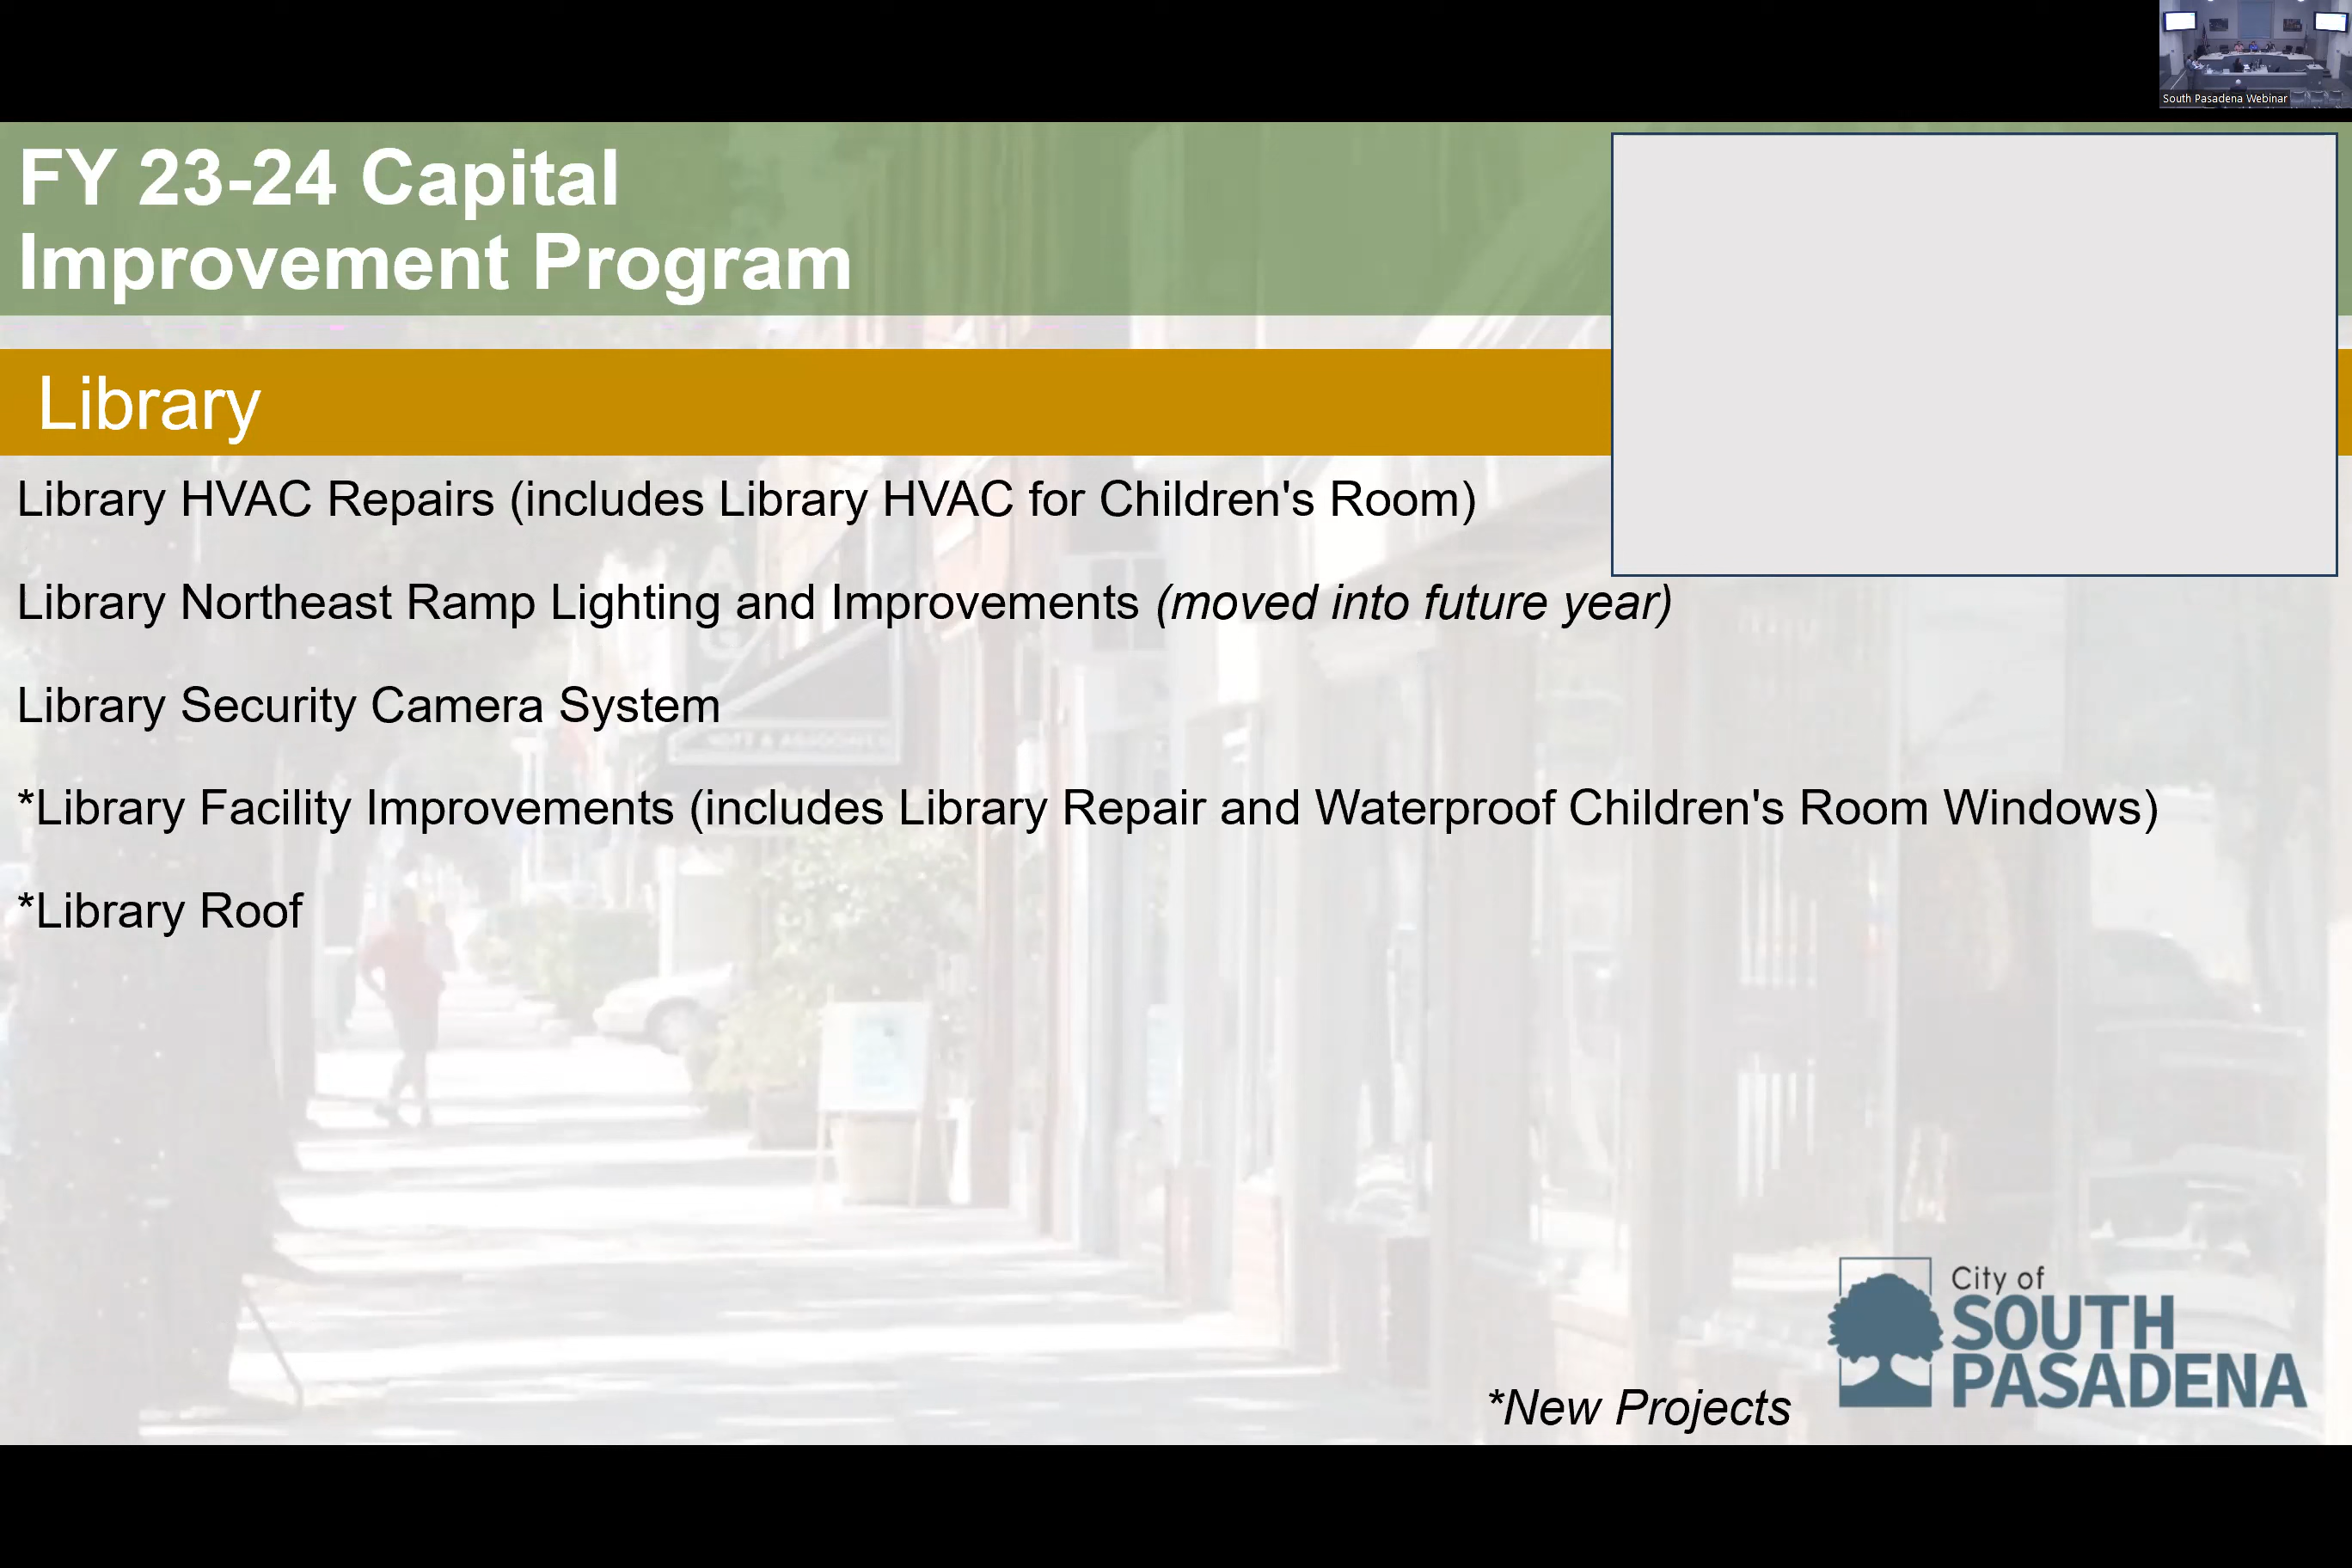 South Pasadena Webinar
FY 23-24 Capital
Improvement Program
Library
Library HVAC Repairs (includes Library HVAC for Children's Room)
Library Northeast Ramp Lighting and Improvements (moved into future year)
Library Security Camera System
*Library Facility Improvements (includes Library Repair and Waterproof Children's Room Windows)
*Library Roof
*New Projects
City of
SOUTH
PASADENA